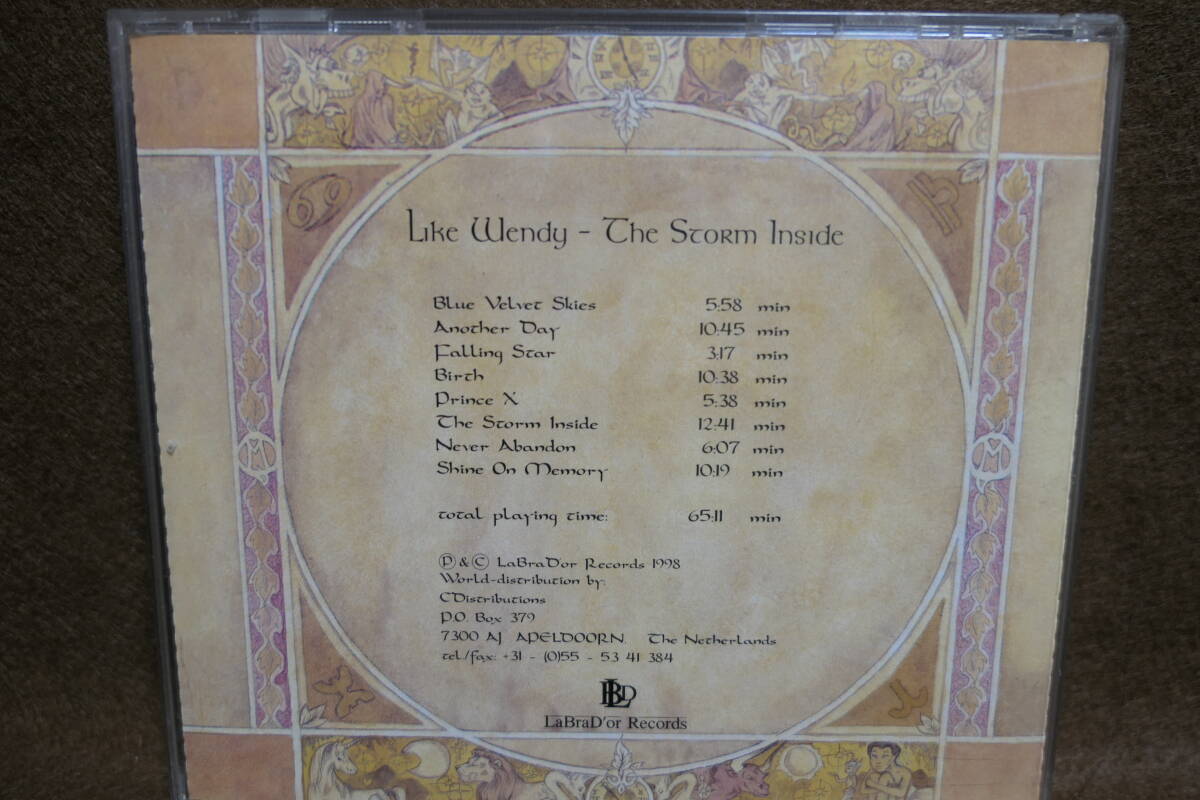 Like Wendy - The Storm Inside
Blue Velvet Skies 5:58 min
Another Day 10:45 min
Falling Star 3:17 min
Birth 10:38 min
Prince X 5:38 min
The Storm Inside 12:41 min
Never Abandon 6:07 min
Shine On Memory 10:19 min
total playing time: 65:11 min
Ⓟ & © LaBraD'or Records 1998
World-distribution by:
CDistributions
P.O. Box 379
7300 AJ APELDOORN. The Netherlands
tel./fax: +31 - (0)55 - 53 41 384
LBD
LaBraD'or Records